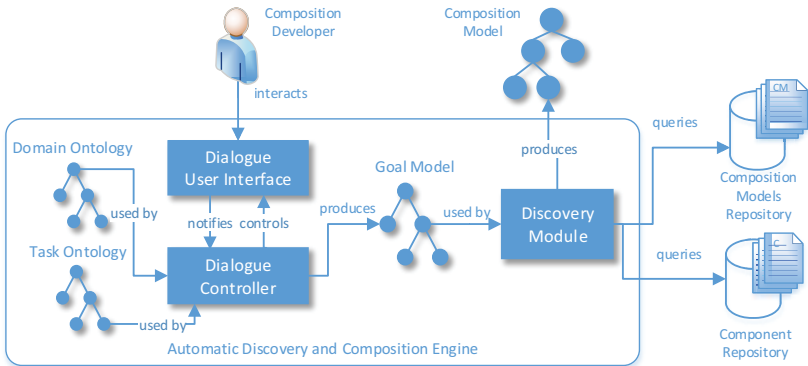 Composition
Developer
Composition
Model
interacts
CM
queries
Domain Ontology
Dialogue
User Interface
Goal Model
produces
Composition
Models
Repository
used by
notifies
controls
produces
used by
Discovery
Module
Task Ontology
Dialogue
Controller
queries
C
used by
Automatic Discovery and Composition Engine
Component
Repository